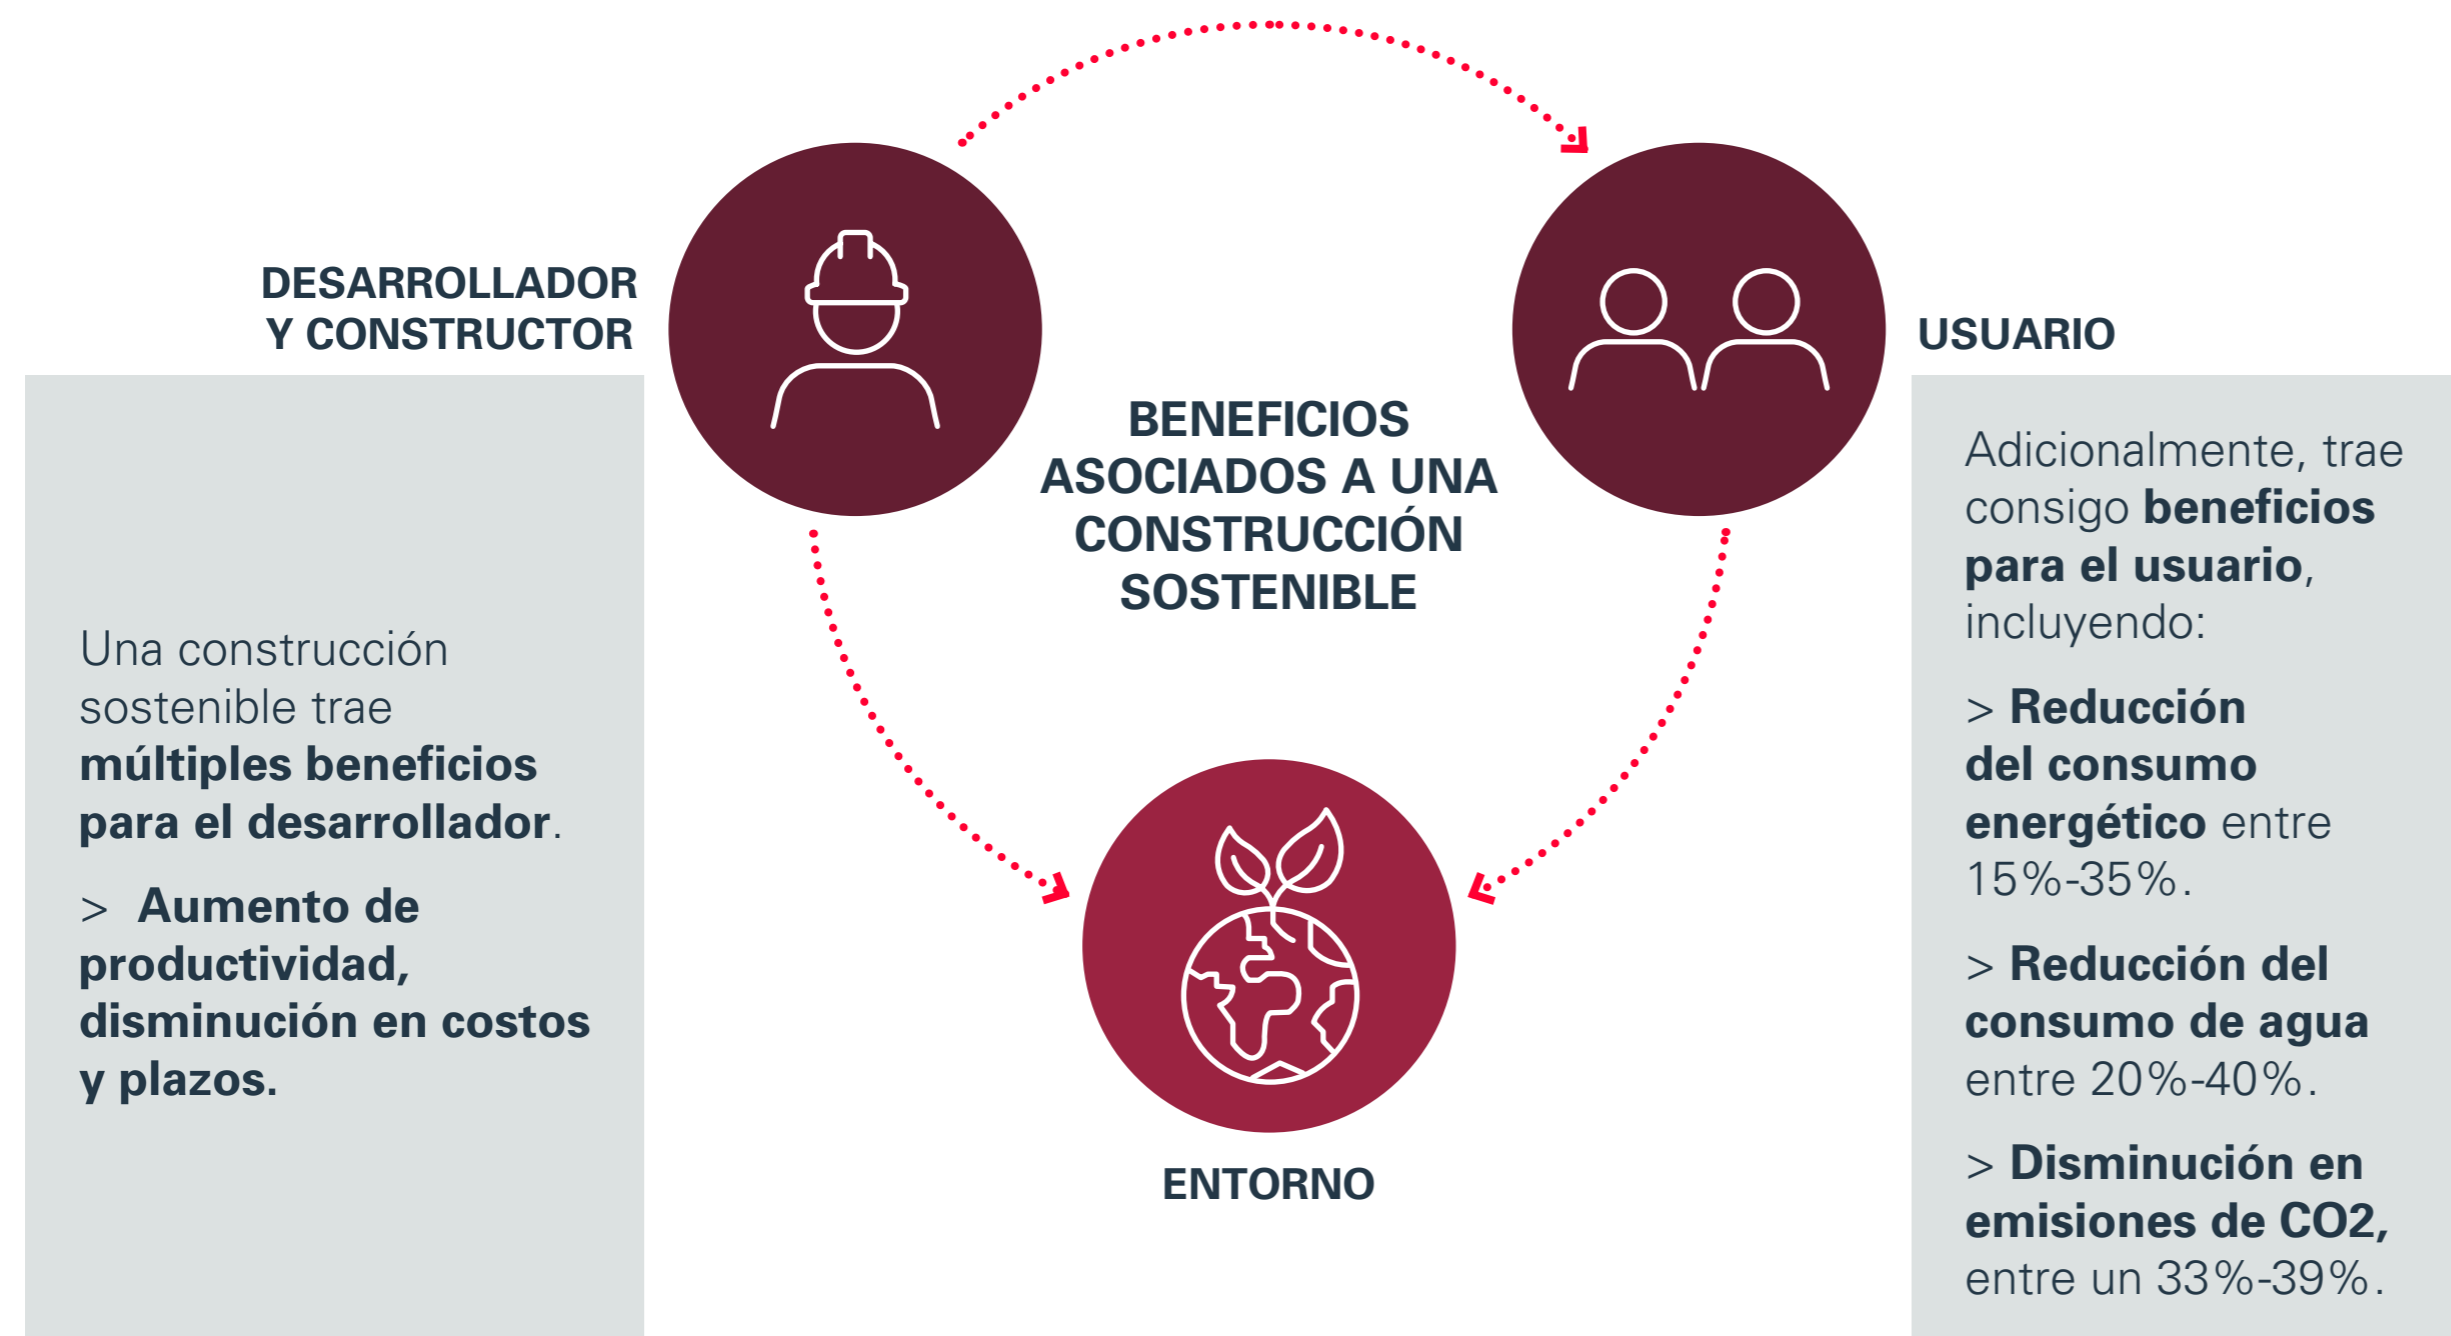 DESARROLLADOR
Y CONSTRUCTOR
Una construcción
sostenible trae
múltiples beneficios
para el desarrollador.
> Aumento de
productividad,
disminución en costos
y plazos.
BENEFICIOS
ASOCIADOS A UNA
CONSTRUCCIÓN
SOSTENIBLE
ENTORNO
USUARIO
Adicionalmente, trae
consigo beneficios
para el usuario,
incluyendo:
> Reducción
del consumo
energético entre
15%-35%.
> Reducción del
consumo de agua
entre 20%-40%.
> Disminución en
emisiones de CO2,
entre un 33%-39%.